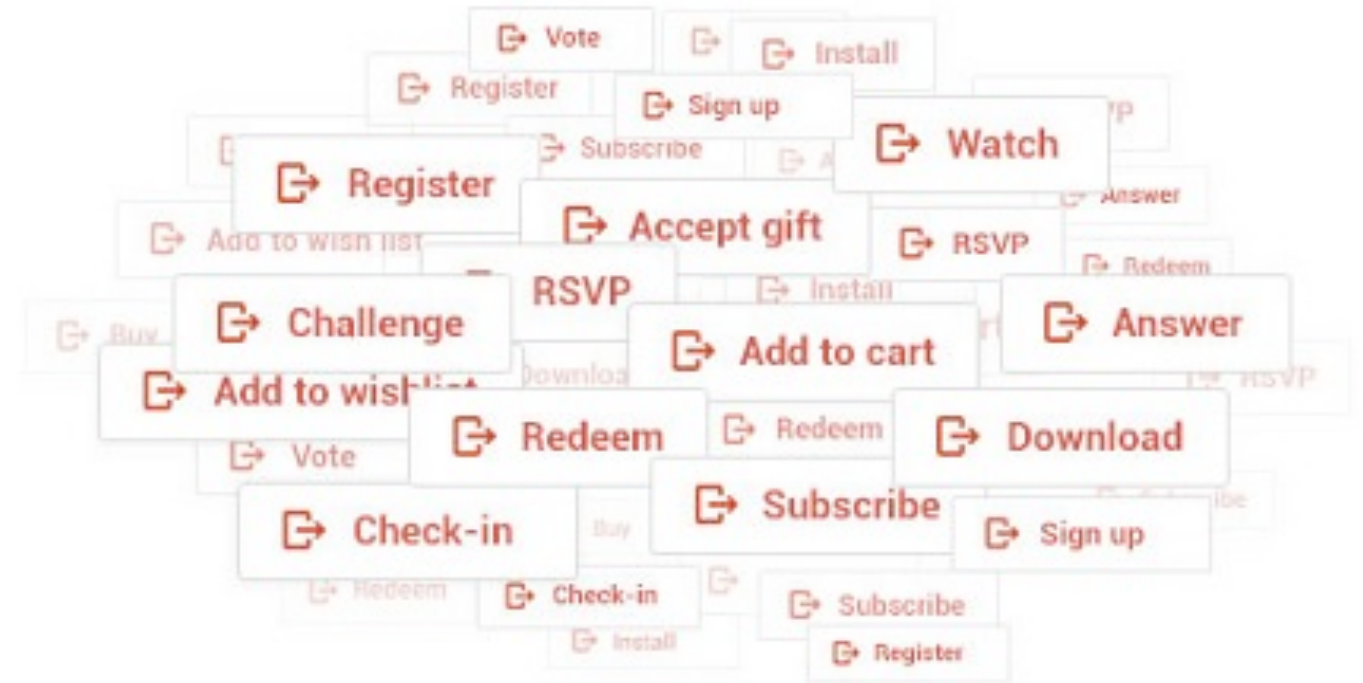 Vote
Install
Register
Sign up
Watch
Subscribe
Register
Answer
Accept gift
Add to wish list
RSVP
Redeem
RSVP
Install
Challenge
Answer
Buy
Add to cart
RSVP
Add to wishlist
Redeem
Redeem
Download
Vote
Subscribe
Check-in
Buy
Sign up
Redeem
Check-in
Subscribe
Install
Register